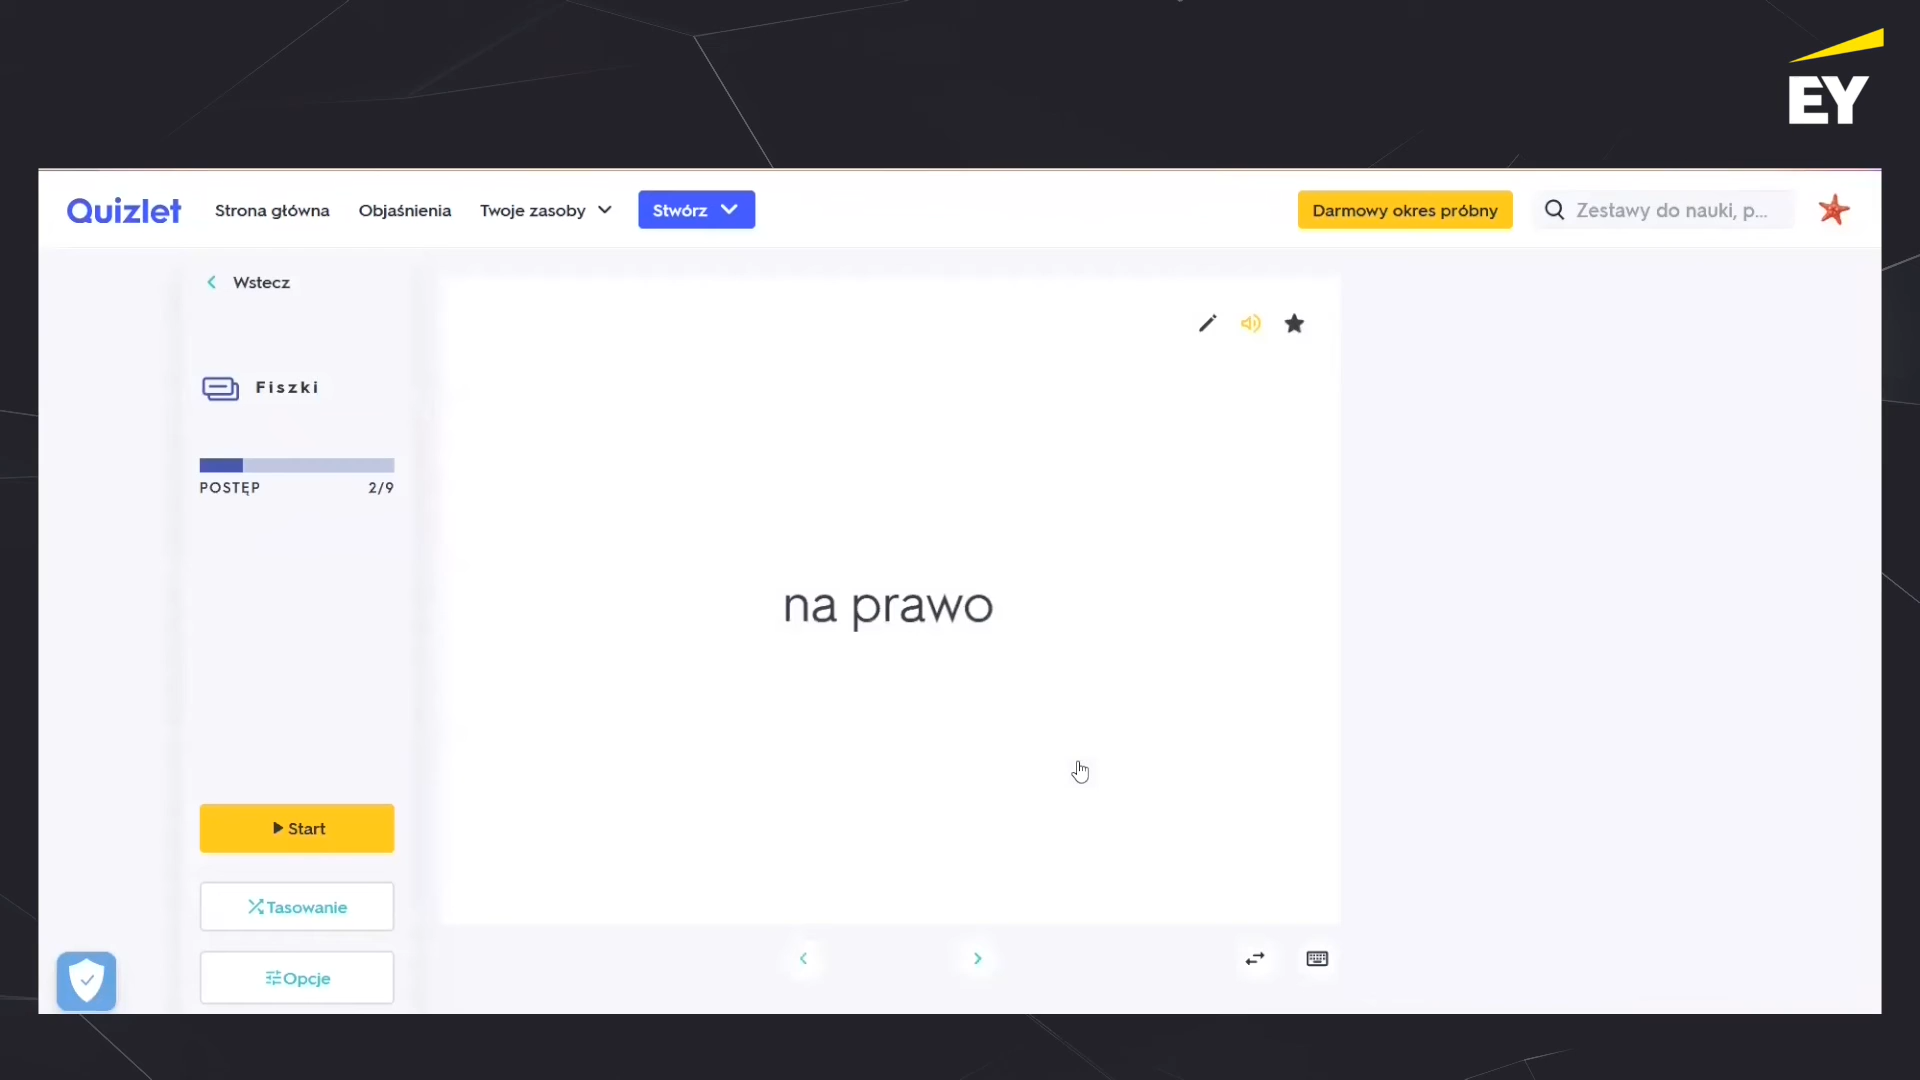 EY
Quizlet Strona główna Objaśnienia Twoje zasoby Stwórz Darmowy okres próbny Zestawy do nauki, p...
Wstecz
Fiszki
POSTĘP 2/9
na prawo
Start
Tasowanie
Opcje